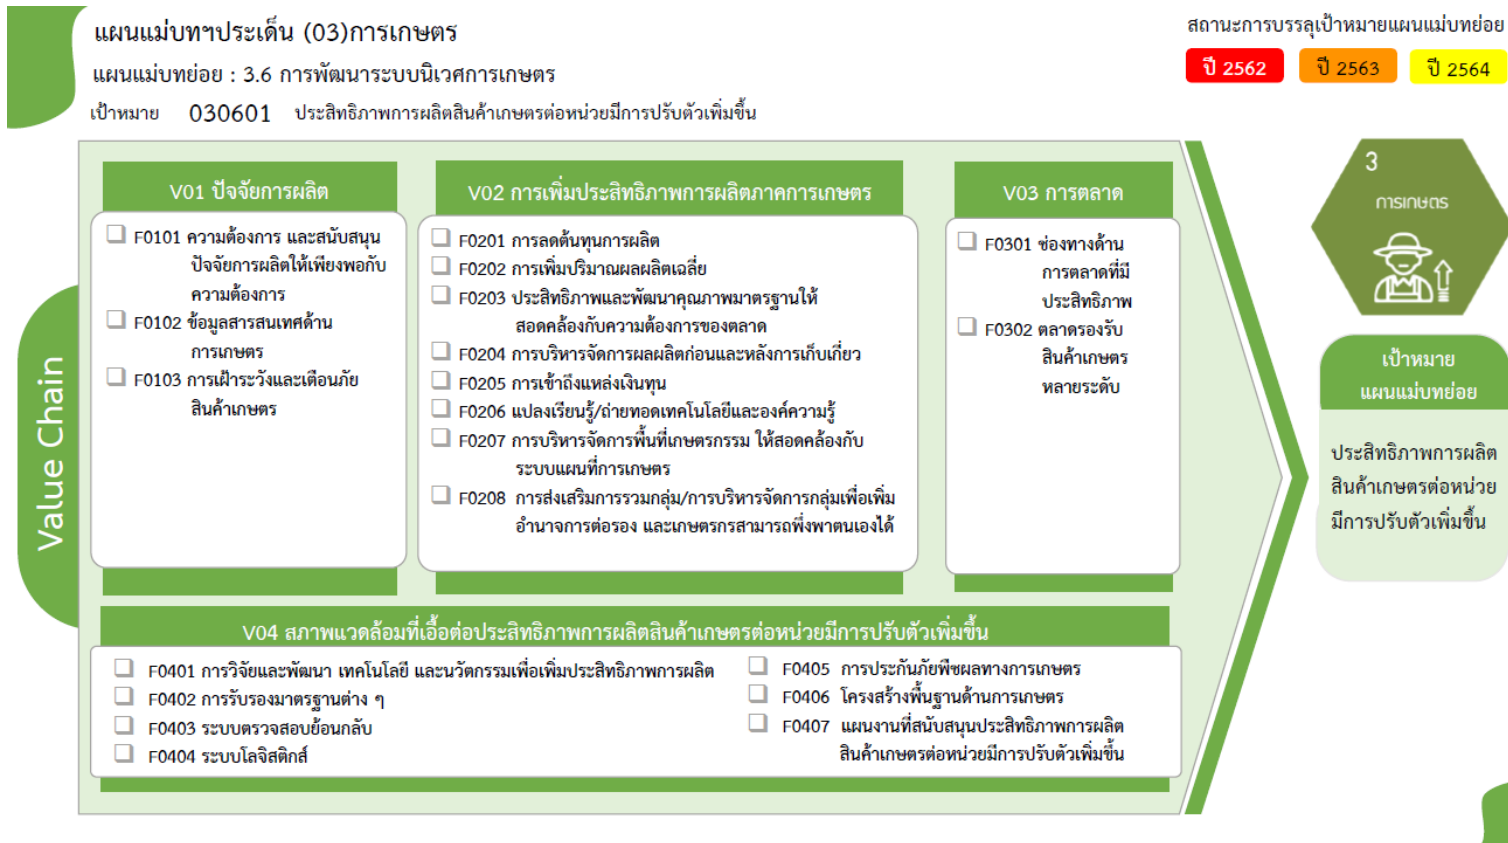 แผนแม่บทฯประเด็น (03)การเกษตร
แผนแม่บทย่อย : 3.6 การพัฒนาระบบนิเวศการเกษตร
เป้าหมาย 030601 ประสิทธิภาพการผลิตสินค้าเกษตรต่อหน่วยมีการปรับตัวเพิ่มขึ้น
สถานะการบรรลุเป้าหมายแผนแม่บทย่อย
ปี 2562 ปี 2563 ปี 2564
Value Chain
V01 ปัจจัยการผลิต
F0101 ความต้องการ และสนับสนุน
ปัจจัยการผลิตให้เพียงพอกับ
ความต้องการ
F0102 ข้อมูลสารสนเทศด้าน
การเกษตร
F0103 การเฝ้าระวังและเตือนภัย
สินค้าเกษตร
V02 การเพิ่มประสิทธิภาพการผลิตภาคการเกษตร
F0201 การลดต้นทุนการผลิต
F0202 การเพิ่มปริมาณผลผลิตเฉลี่ย
F0203 ประสิทธิภาพและพัฒนาคุณภาพมาตรฐานให้
สอดคล้องกับความต้องการของตลาด
F0204 การบริหารจัดการผลผลิตก่อนและหลังการเก็บเกี่ยว
F0205 การเข้าถึงแหล่งเงินทุน
F0206 แปลงเรียนรู้/ถ่ายทอดเทคโนโลยีและองค์ความรู้
F0207 การบริหารจัดการพื้นที่เกษตรกรรม ให้สอดคล้องกับ
ระบบแผนที่การเกษตร
F0208 การส่งเสริมการรวมกลุ่ม/การบริหารจัดการกลุ่มเพื่อเพิ่ม
อำนาจการต่อรอง และเกษตรกรสามารถพึ่งพาตนเองได้
V03 การตลาด
F0301 ช่องทางด้าน
การตลาดที่มี
ประสิทธิภาพ
F0302 ตลาดรองรับ
สินค้าเกษตร
หลายระดับ
V04 สภาพแวดล้อมที่เอื้อต่อประสิทธิภาพการผลิตสินค้าเกษตรต่อหน่วยมีการปรับตัวเพิ่มขึ้น
F0401 การวิจัยและพัฒนา เทคโนโลยี และนวัตกรรมเพื่อเพิ่มประสิทธิภาพการผลิต
F0402 การรับรองมาตรฐานต่าง ๆ
F0403 ระบบตรวจสอบย้อนกลับ
F0404 ระบบโลจิสติกส์
F0405 การประกันภัยพืชผลทางการเกษตร
F0406 โครงสร้างพื้นฐานด้านการเกษตร
F0407 แผนงานที่สนับสนุนประสิทธิภาพการผลิต
สินค้าเกษตรต่อหน่วยมีการปรับตัวเพิ่มขึ้น
3
การเกษตร
เป้าหมาย
แผนแม่บทย่อย
ประสิทธิภาพการผลิต
สินค้าเกษตรต่อหน่วย
มีการปรับตัวเพิ่มขึ้น